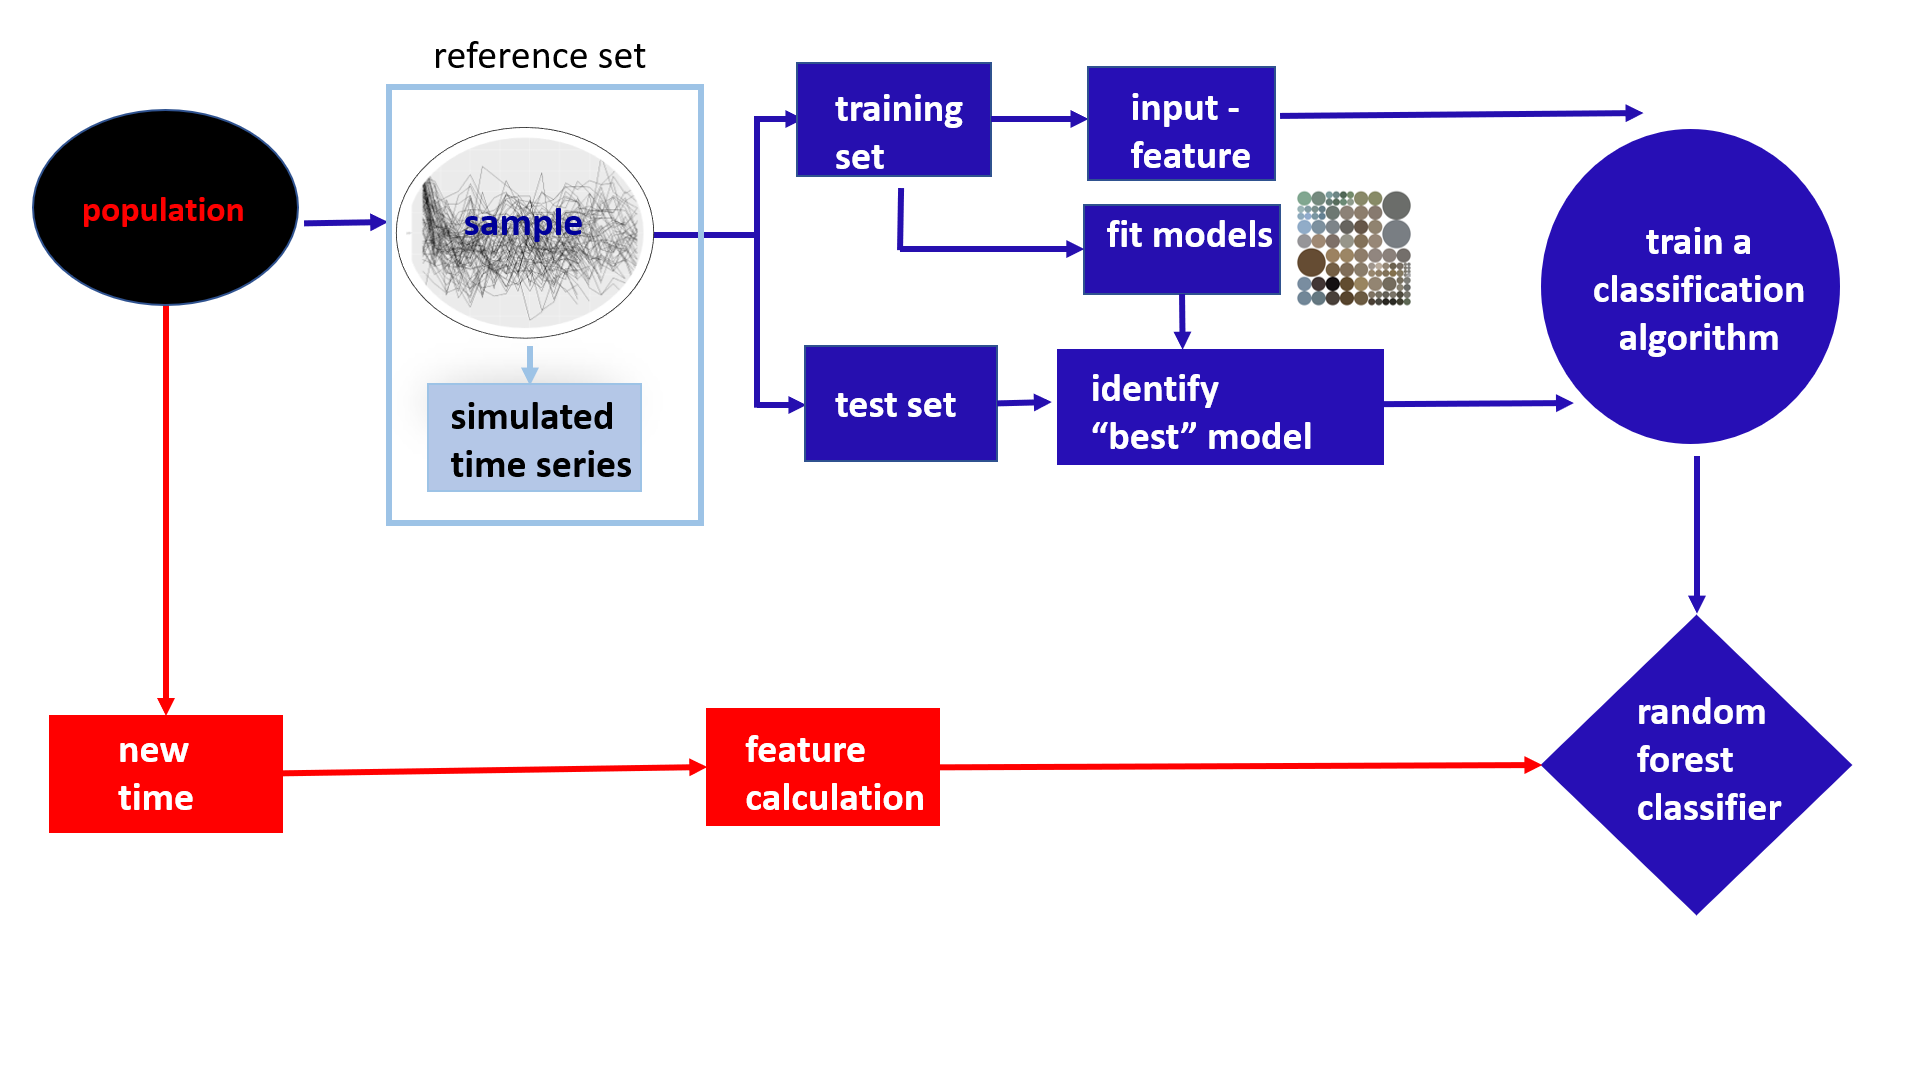 reference set
population
sample
simulated
time series
training
set
input -
feature
fit models
test set
identify
“best” model
train a
classification
algorithm
new
time
feature
calculation
random
forest
classifier